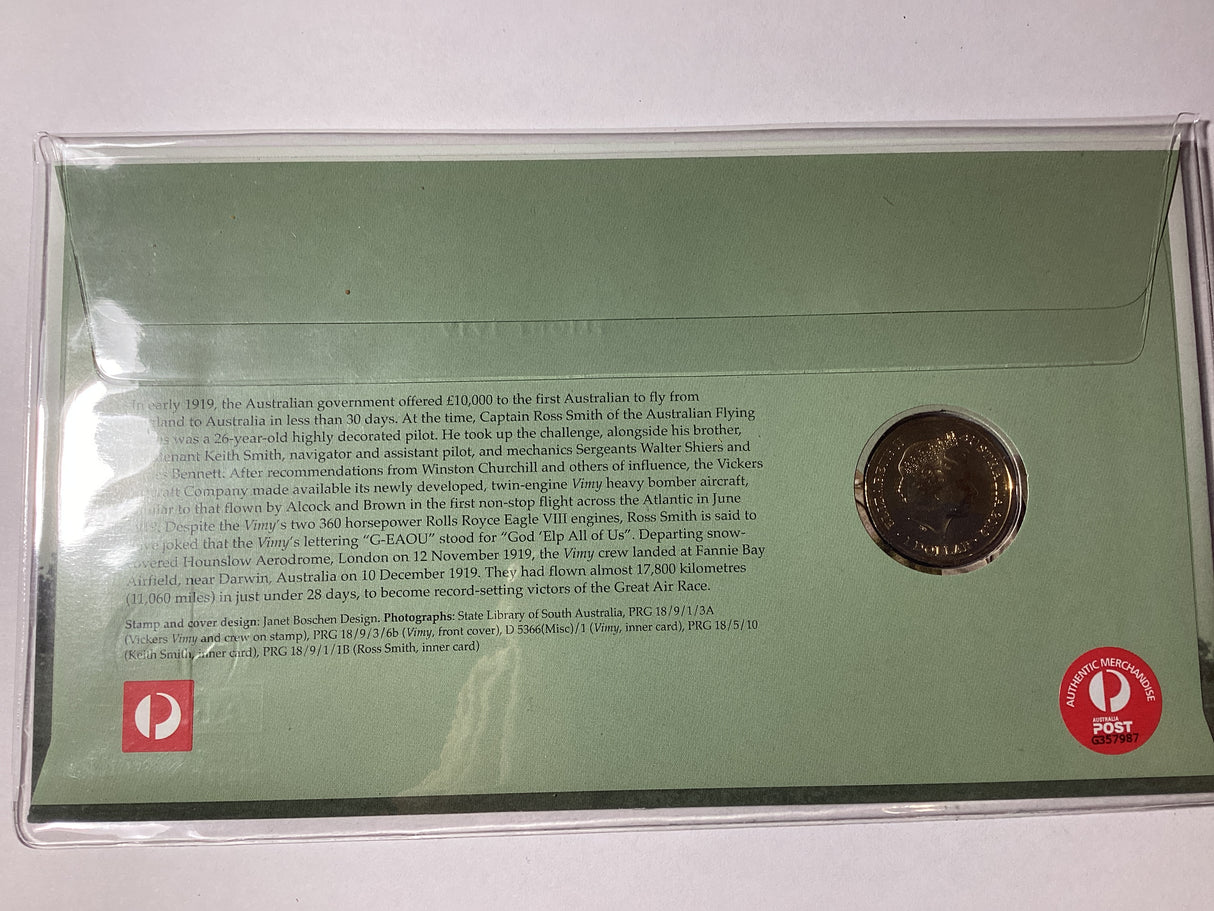 In early 1919, the Australian government offered £10,000 to the first Australian to fly from
land to Australia in less than 30 days. At the time, Captain Ross Smith of the Australian Flying
was a 26-year-old highly decorated pilot. He took up the challenge, alongside his brother,
enant Keith Smith, navigator and assistant pilot, and mechanics Sergeants Walter Shiers and
s Bennett. After recommendations from Winston Churchill and others of influence, the Vickers
raft Company made available its newly developed, twin-engine Vimy heavy bomber aircraft,
lar to that flown by Alcock and Brown in the first non-stop flight across the Atlantic in June
Despite the Vimy's two 360 horsepower Rolls Royce Eagle VIII engines, Ross Smith is said to
have joked that the Vimy's lettering "G-EAOU" stood for "God 'Elp All of Us". Departing snow-
covered Hounslow Aerodrome, London on 12 November 1919, the Vimy crew landed at Fannie Bay
Airfield, near Darwin, Australia on 10 December 1919. They had flown almost 17,800 kilometres
(11,060 miles) in just under 28 days, to become record-setting victors of the Great Air Race.
Stamp and cover design: Janet Boschen Design. Photographs: State Library of South Australia, PRG 18/9/1/3A
(Vickers Vimy and crew on stamp), PRG 18/9/3/6b (Vimy, front cover), D 5366(Misc)/1 (Vimy, inner card), PRG 18/5/10
(Keith Smith, inner card), PRG 18/9/1/1B (Ross Smith, inner card)
DOLLAR
AUTHENTIC MERCHANDISE
AUSTRALIA
POST
G357987